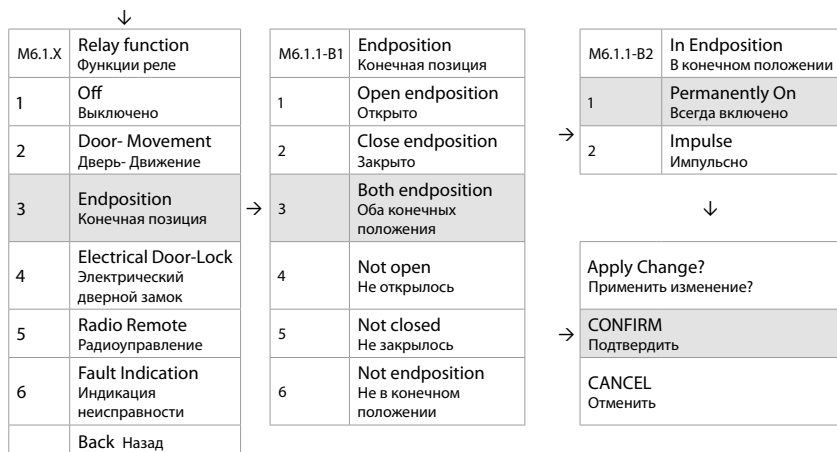 ↓
M6.1.X Relay function
Функции реле
1 Off
Выключено
2 Door- Movement
Дверь- Движение
3 Endposition
Конечная позиция
4 Electrical Door-Lock
Электрический
дверной замок
5 Radio Remote
Радиоуправление
6 Fault Indication
Индикация
неисправности
Back Назад
→
M6.1.1-B1 Endposition
Конечная позиция
1 Open endposition
Открыто
2 Close endposition
Закрыто
3 Both endposition
Оба конечных
положения
4 Not open
Не открылось
5 Not closed
Не закрылось
6 Not endposition
Не в конечном
положении
→
M6.1.1-B2 In Endposition
В конечном положении
1 Permanently On
Всегда включено
2 Impulse
Импульсно
↓
Apply Change?
Применить изменение?
→
CONFIRM
Подтвердить
CANCEL
Отменить